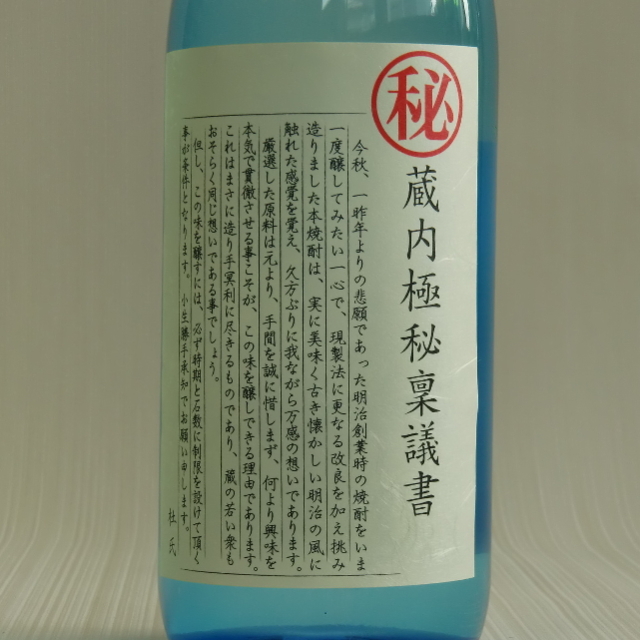 ㊙
蔵内極秘稟議書
今秋、一昨年よりの悲願であった明治創業時の焼酎をいま
一度醸してみたい一心で、現製法に更なる改良を加え挑み
造りました本焼酎は、実に美味く古き懐かしい明治の風に
触れた感覚を覚え、久方ぶりに我ながら万感の想いであります。
厳選した原料は元より、手間を誠に惜しまず、何より興味を
本気で貫徹させる事こそが、この味を醸しできる理由であります。
これはまさに造り手冥利に尽きるものであり、蔵の若い衆も
おそらく同じ想いである事でしょう。
但し、この味を醸すには、必ず時期と石数に制限を設けて頂く
事が条件となります。小生勝手承知でお願い申します。
杜氏